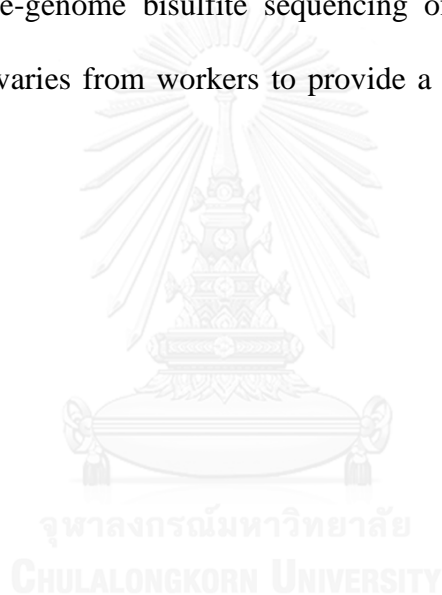 e-genome bisulfite sequencing of
varies from workers to provide a
จุฬาลงกรณ์มหาวิทยาลัย
CHULALONGKORN UNIVERSITY